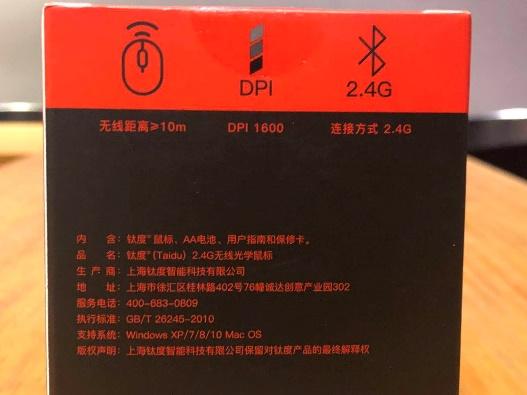 DPI
2.4G
无线距离≥10m
DPI 1600
连接方式 2.4G
内 含：钛度®鼠标、AA电池、用户指南和保修卡。
品 名：钛度®(Taidu) 2.4G无线光学鼠标
生 产 商：上海钛度智能科技有限公司
地 址：上海市徐汇区桂林路402号76幢诚达创意产业园302
服务电话：400-683-0809
执行标准：GB/T 26245-2010
支持系统：Windows XP/7/8/10 Mac OS
版权声明：上海钛度智能科技有限公司保留对钛度产品的最终解释权